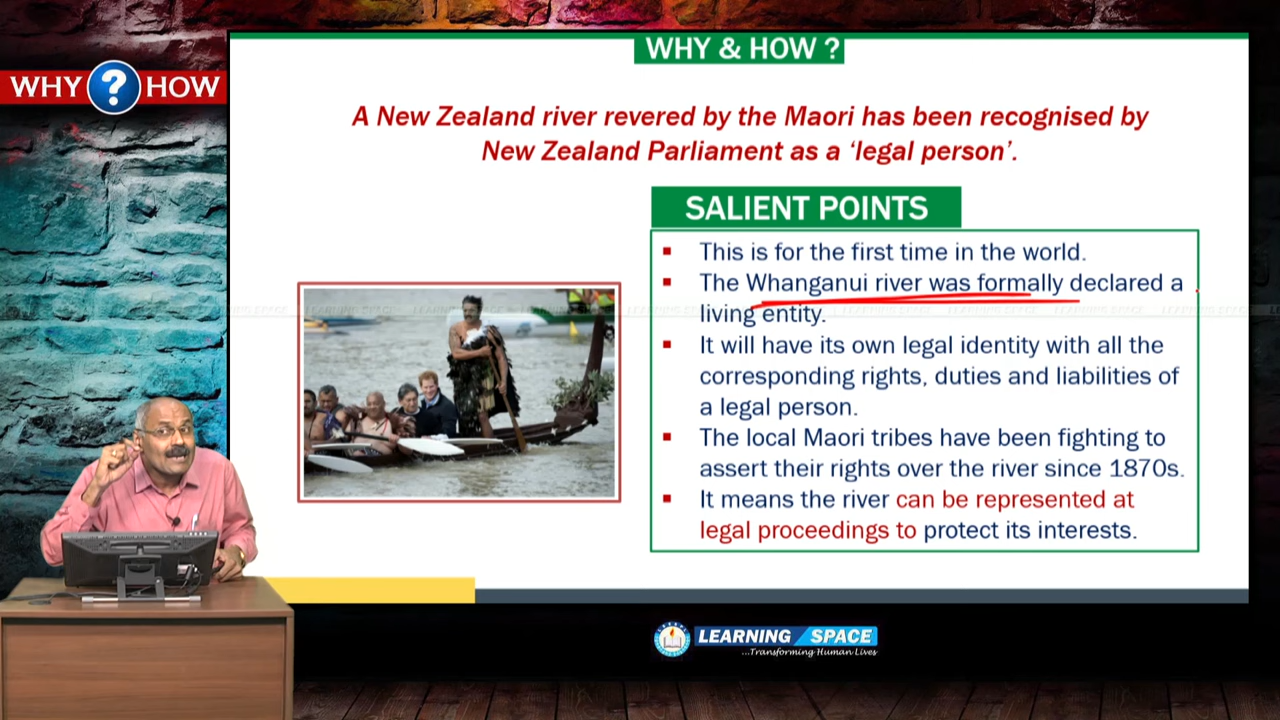 WHY & HOW ?
WHY ? HOW
A New Zealand river revered by the Maori has been recognised by
New Zealand Parliament as a ‘legal person’.
SALIENT POINTS
▪ This is for the first time in the world.
▪ The Whanganui river was formally declared a
living entity.
▪ It will have its own legal identity with all the
corresponding rights, duties and liabilities of
a legal person.
▪ The local Maori tribes have been fighting to
assert their rights over the river since 1870s.
▪ It means the river can be represented at
legal proceedings to protect its interests.
LEARNING SPACE
...Transforming Human Lives